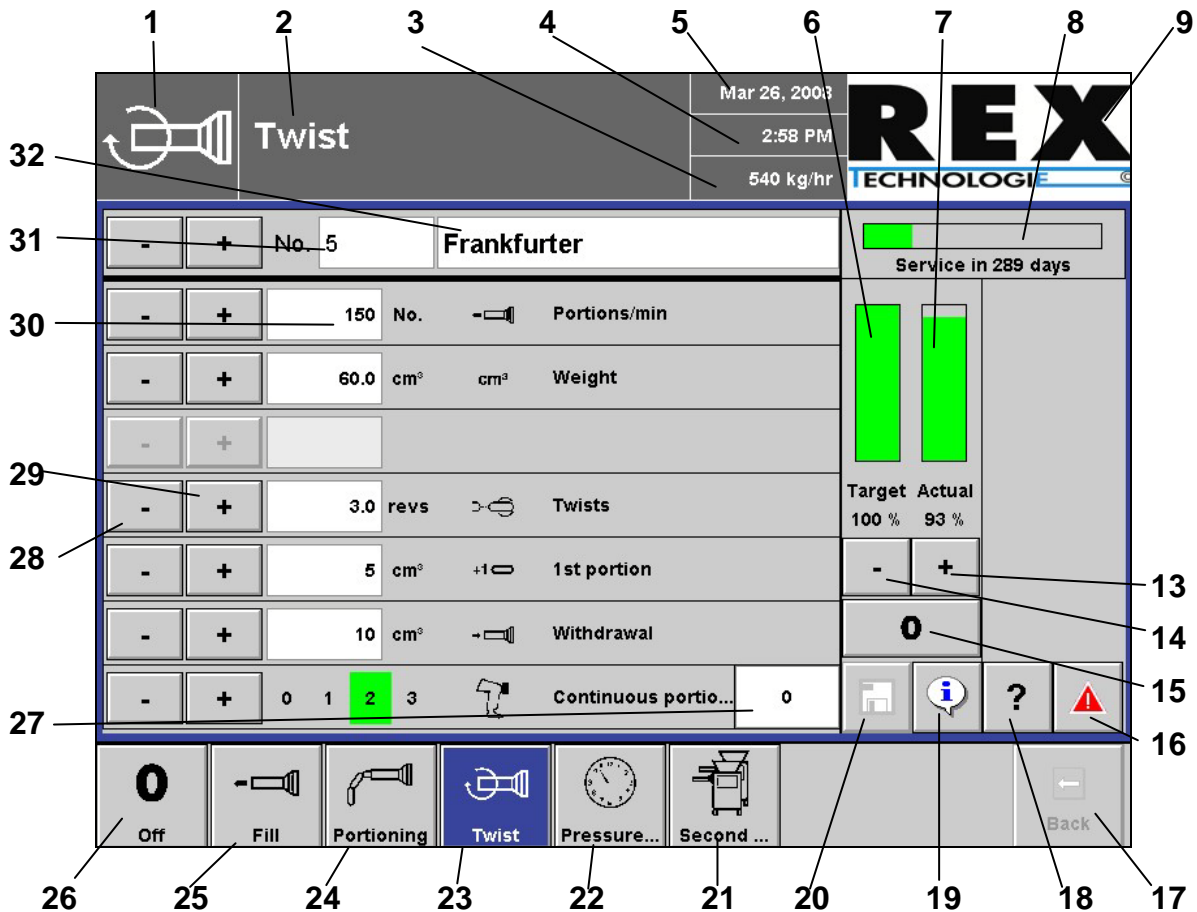 1 2 3 4 5 6 7 8 9
Mar 26, 2008
Twist
2:58 PM
540 kg/hr
REX
TECHNOLOGIE ©
32
31
- + No. 5 Frankfurter
Service in 289 days
30
- + 150 No. Portions/min
- + 60.0 cm³ cm³ Weight
- +
29
28
- + 3.0 revs Twists
Target Actual
100 % 93 %
- + 5 cm³ +1 1st portion
- +
13
- + 10 cm³ Withdrawal
0
14
15
27
- + 0 1 2 3 Continuous portio... 0
i ? !
16
0
Off
Fill
Portioning
Twist
Pressure...
Second ...
Back
26 25 24 23 22 21 20 19 18 17